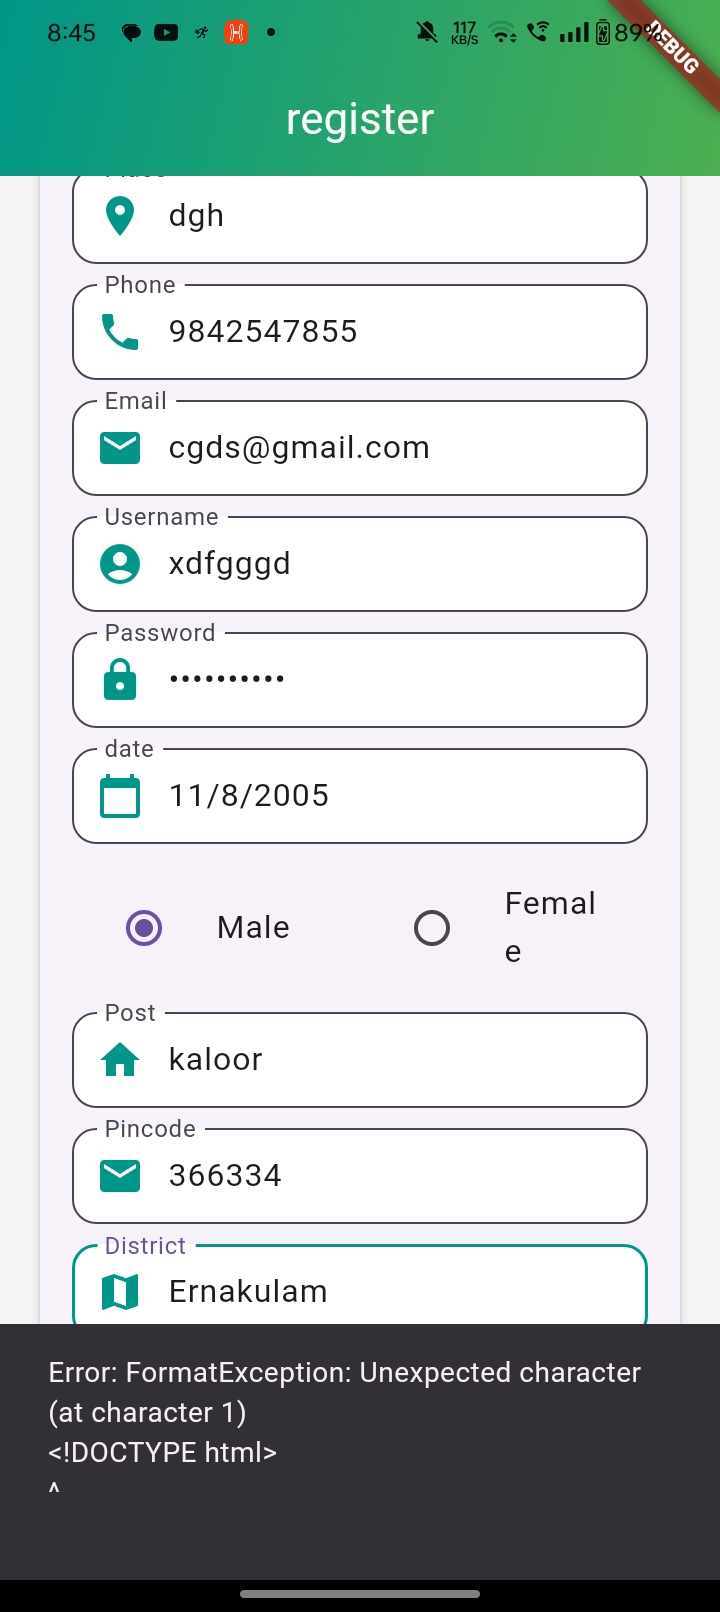 8:45
117
KB/S
89%
DEBUG
register
dgh
Phone
9842547855
Email
cgds@gmail.com
Username
xdfgggd
Password
••••••••••
date
11/8/2005
Male
Femal
e
Post
kaloor
Pincode
366334
District
Ernakulam
Error: FormatException: Unexpected character
(at character 1)
<!DOCTYPE html>
^